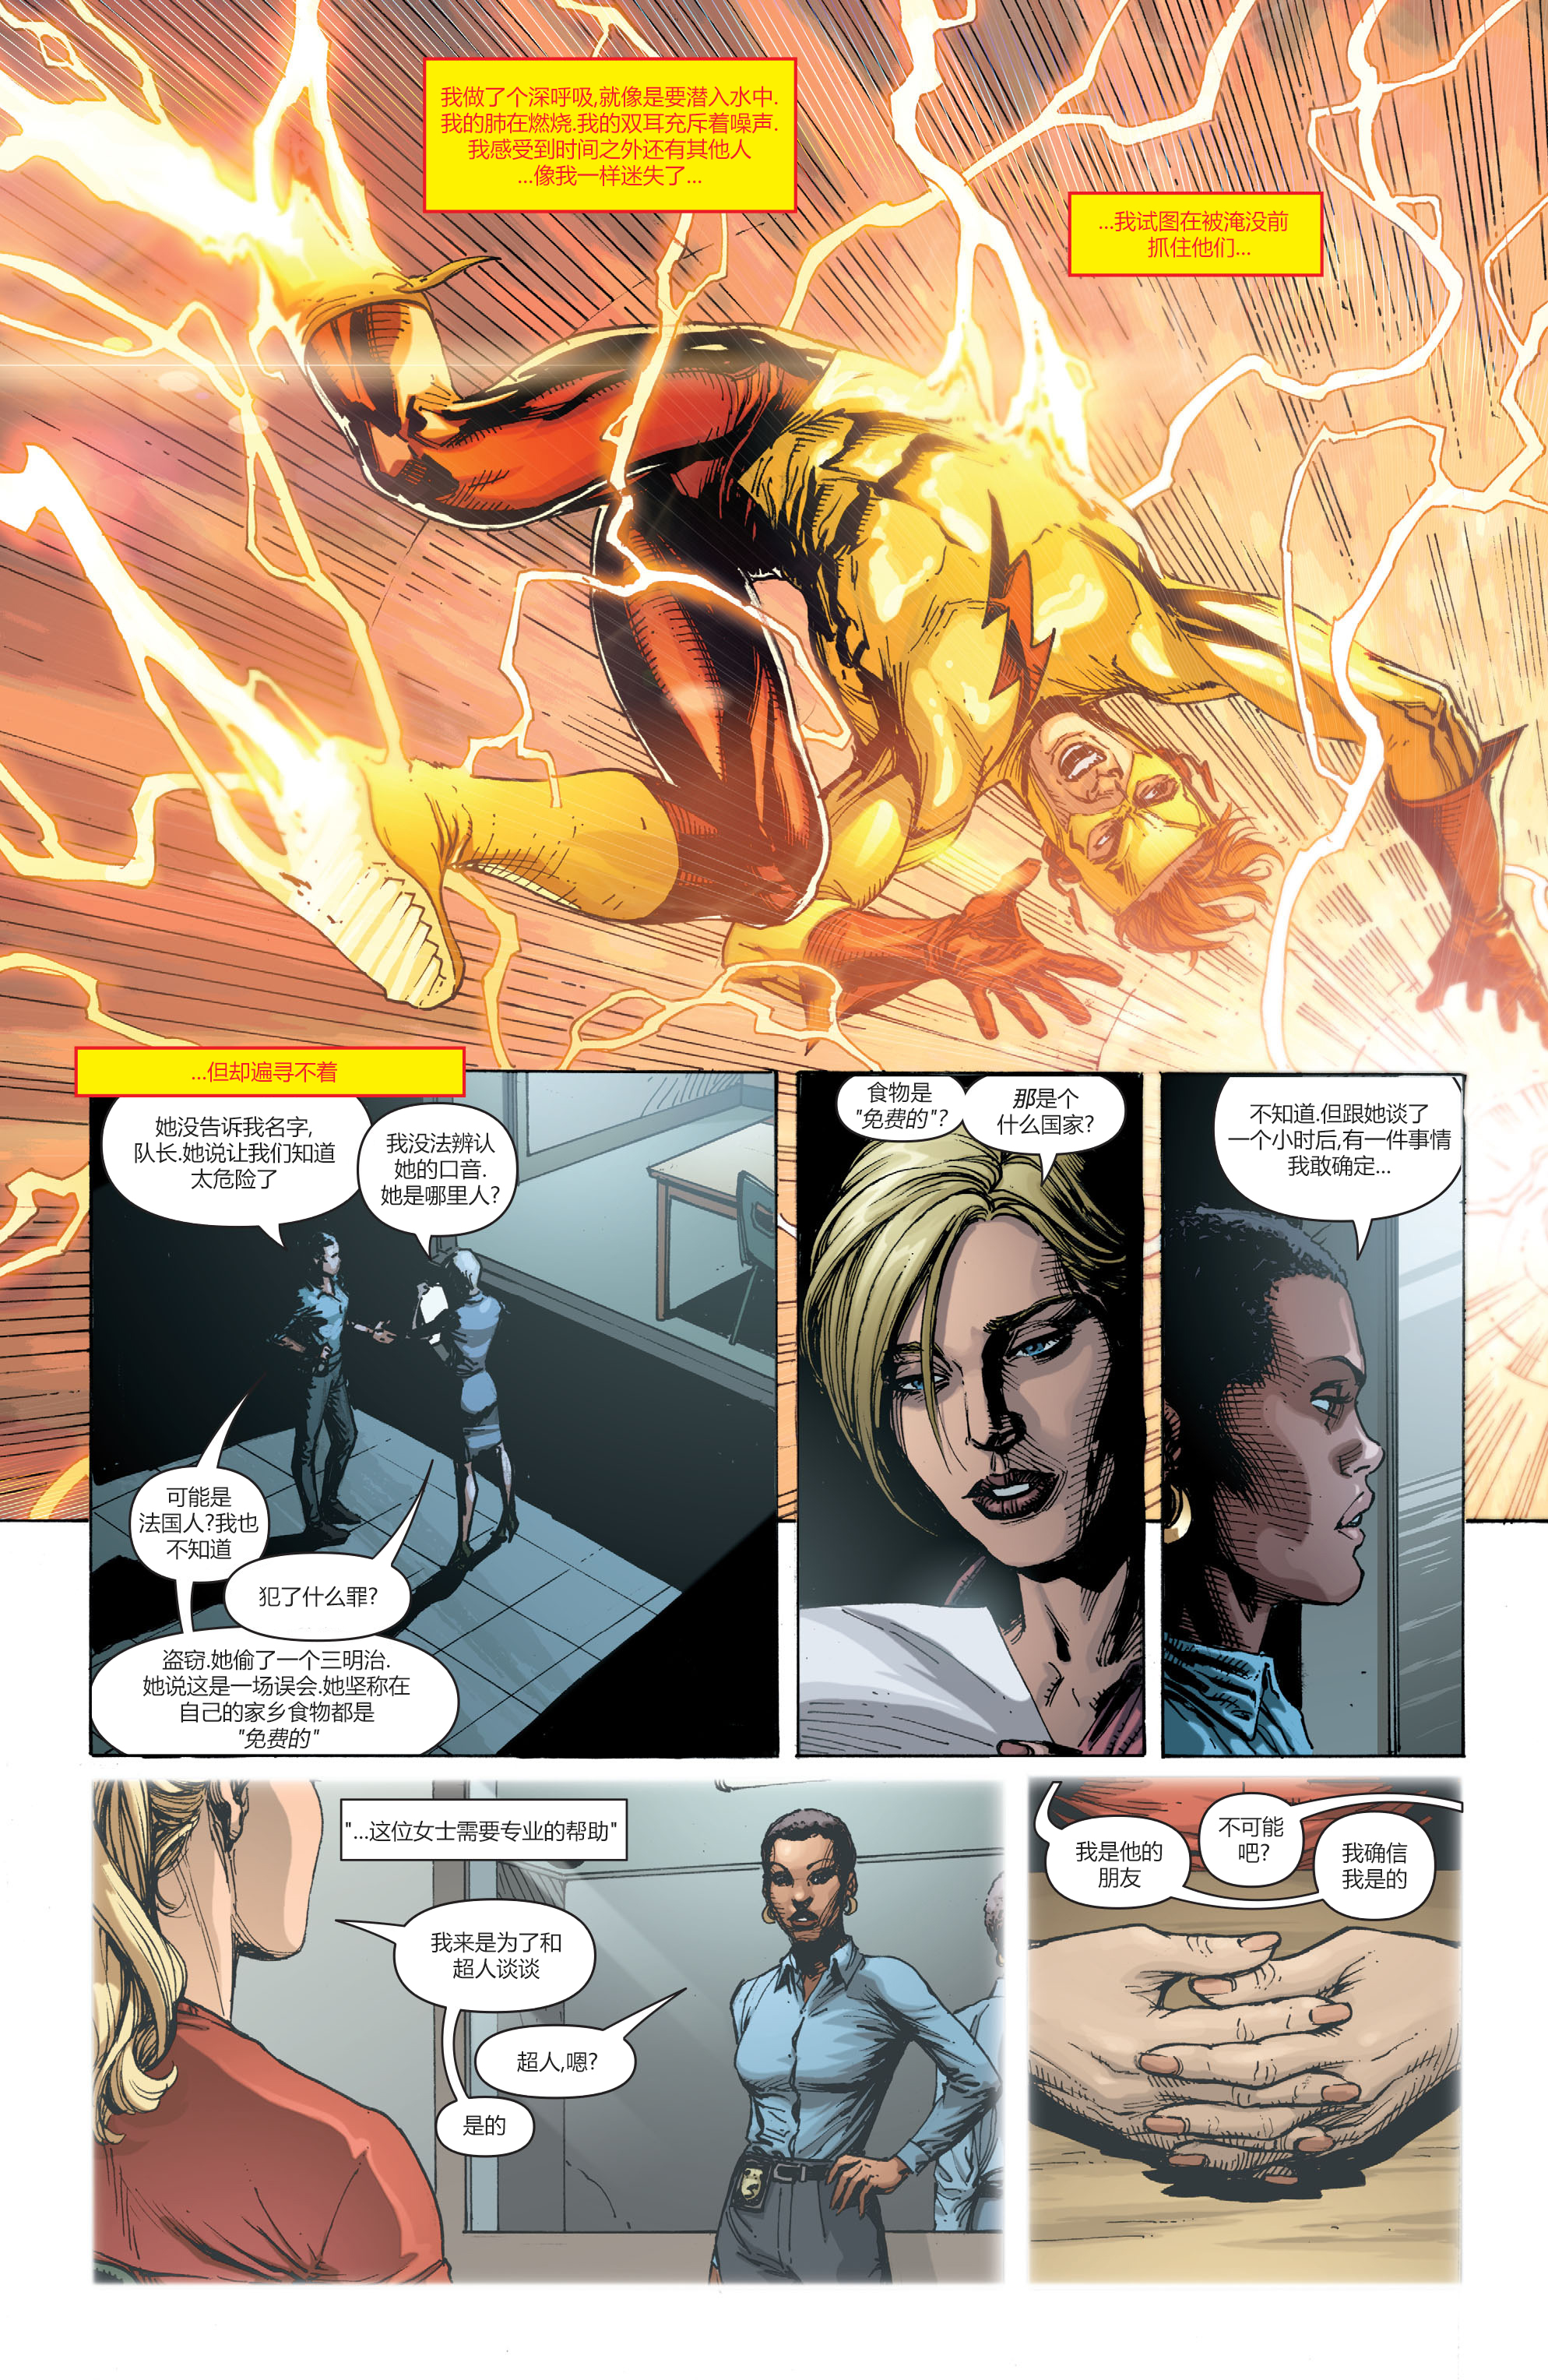 我做了个深呼吸,就像是要潜入水中.
我的肺在燃烧.我的双耳充斥着噪声.
我感受到时间之外还有其他人
...像我一样迷失了...
...我试图在被淹没前
抓住他们...
...但却遍寻不着
她没告诉我名字,
队长.她说让我们知道
太危险了
我没法辨认
她的口音.
她是哪里人?
可能是
法国人?我也
不知道
犯了什么罪?
盗窃.她偷了一个三明治.
她说这是一场误会.她坚称在
自己的家乡食物都是
"免费的"
食物是
"免费的"?
那是个
什么国家?
不知道.但跟她谈了
一个小时后,有一件事情
我敢确定...
"...这位女士需要专业的帮助"
我来是为了和
超人谈谈
超人,嗯?
是的
我是他的
朋友
不可能
吧?
我确信
我是的